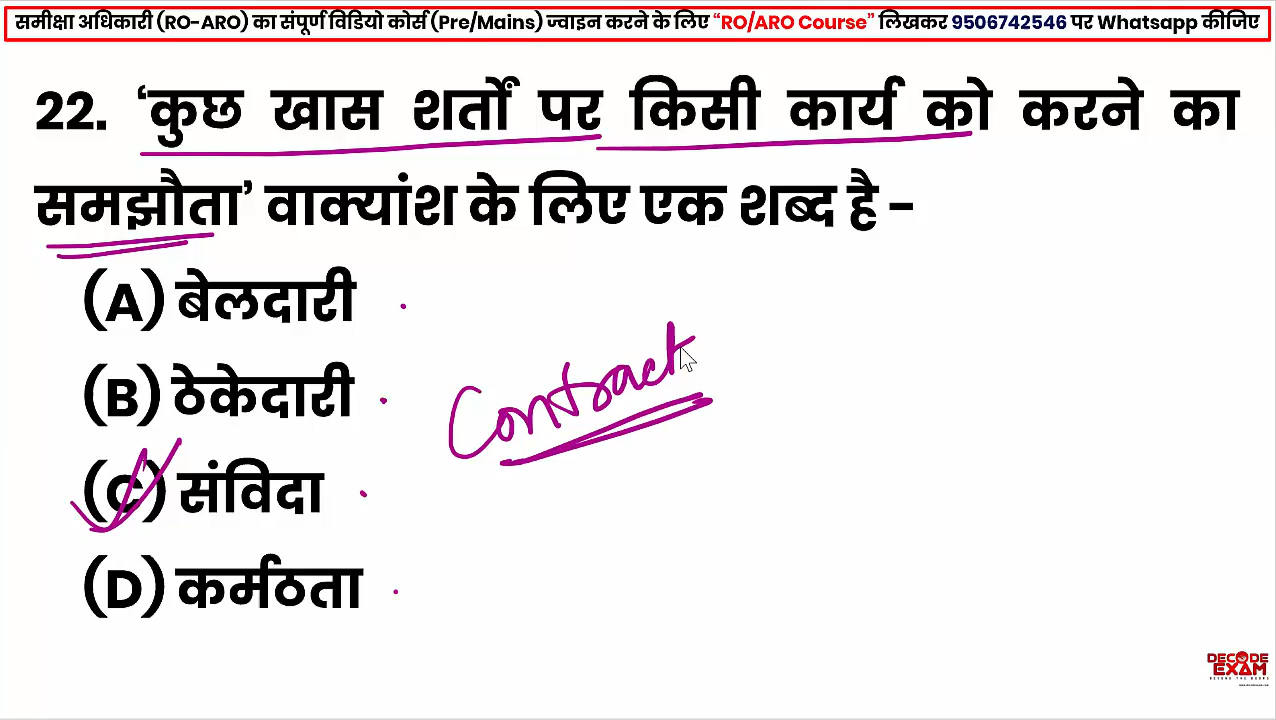 समीक्षा अधिकारी (RO-ARO) का संपूर्ण विडियो कोर्स (Pre/Mains) ज्वाइन करने के लिए “RO/ARO Course” लिखकर 9506742546 पर Whatsapp कीजिए
22. ‘कुछ खास शर्तों पर किसी कार्य को करने का
समझौता’ वाक्यांश के लिए एक शब्द है -
(A) बेलदारी
(B) ठेकेदारी
Contract
(C) संविदा
(D) कर्मठता
DECODE
EXAM